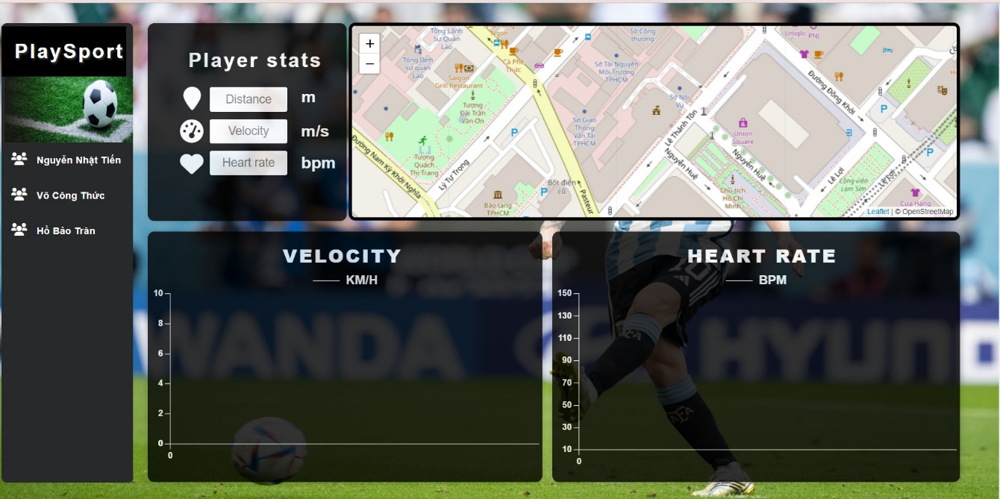 PlaySport
Nguyễn Nhật Tiến
Võ Công Thức
Hồ Bảo Trân
Player stats
Distance m
Velocity m/s
Heart rate bpm
+
−
Tổng Lãnh
Sự Quán
Lào
Tổng lãnh
sự quán
Lào
Ngon
Cà Phê
Thức
Saigon
Grill Restaurant
Tượng
Đài Trần
Văn Ơn
Tượng
Quách
Thị Trang
Đường Nam Kỳ Khởi Nghĩa
Lý Tự Trọng
P
P
Bảo tàng
TPHCM
Bốt điện
cũ
Pasteur
Sở Công
thương
Sở Tài Nguyên
Môi Trường
TPHCM
Sở Giao
Thông
Vận Tải
TPHCM
Sở Nội
Vụ
Lê Thánh Tôn
Nguyễn Huệ
Union
Square
Nguyễn Huệ
Chủ tịch
Hồ Chí
Minh
Uniqlo
PNJ
Đường Đồng Khởi
P
P
Lê Lợi
Lê Lợi
Công viên
Lam Sơn
Cửa Hàng
Leaflet | © OpenStreetMap
VELOCITY
KM/H
10
8
6
4
2
0
0
HEART RATE
BPM
150
130
110
90
70
50
30
10
0
WANDA
HYUN
AFA